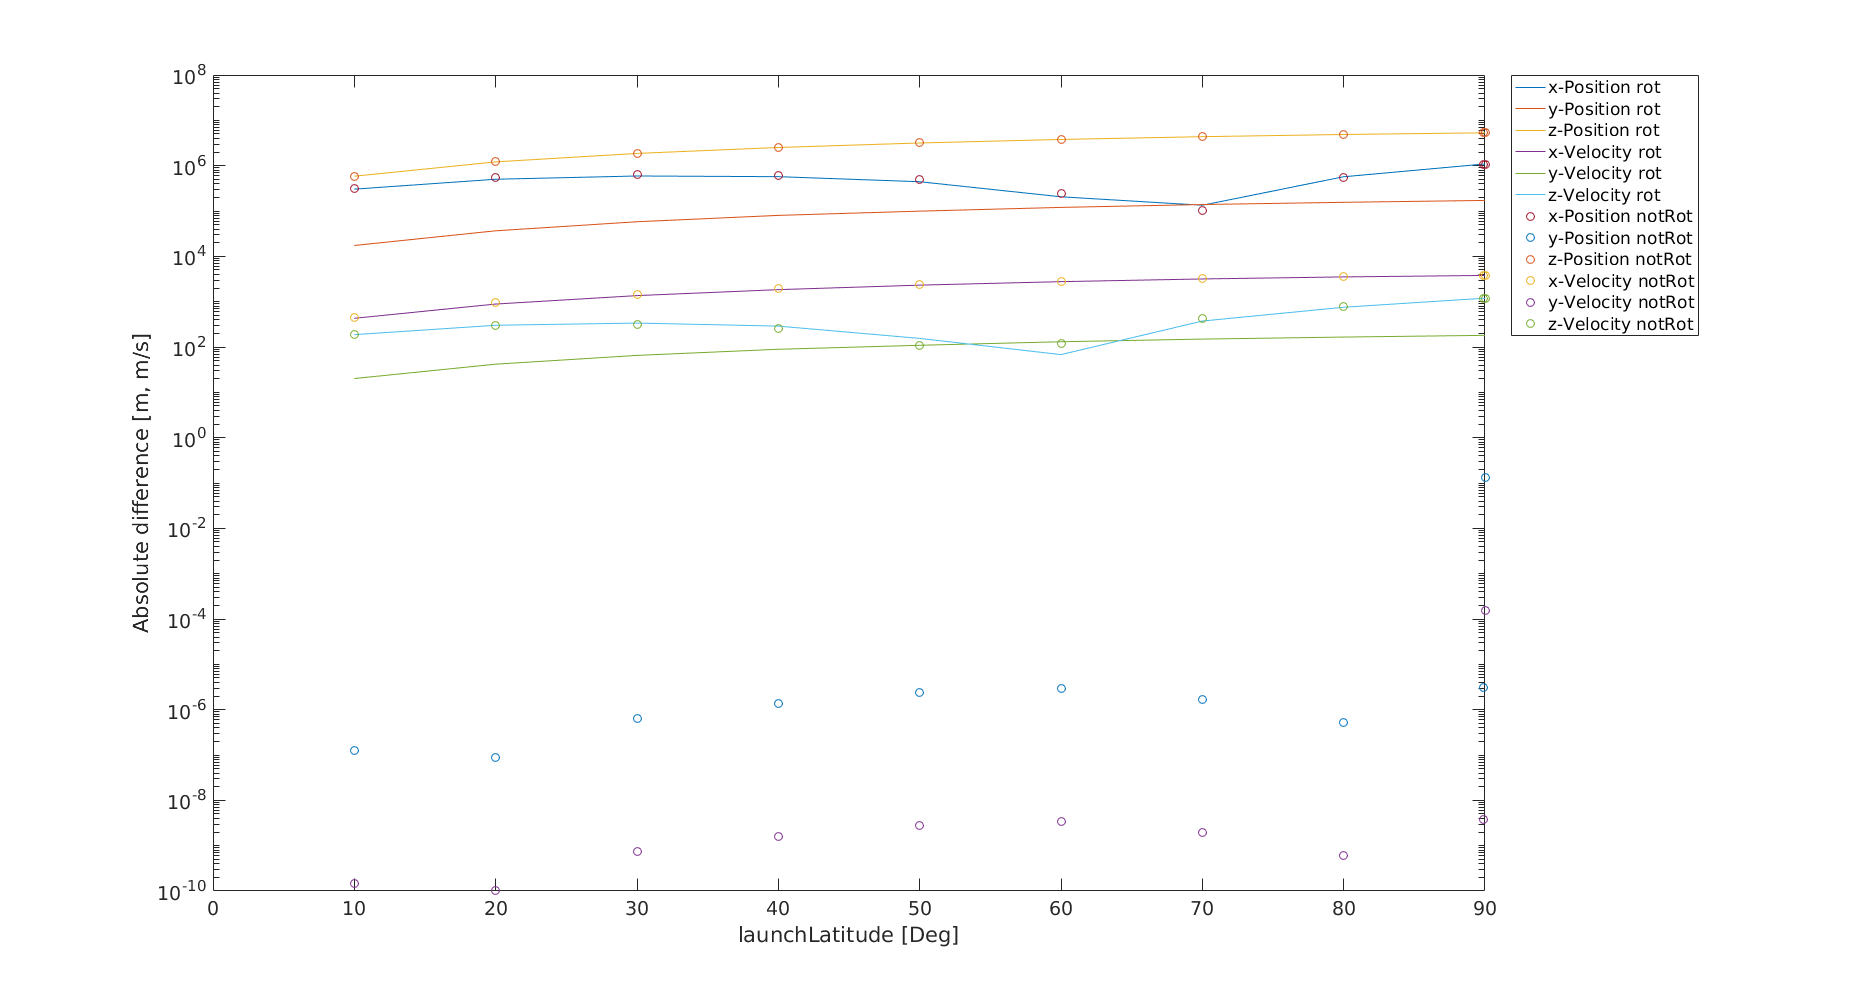 10^8
10^6
10^4
10^2
10^0
10^-2
10^-4
10^-6
10^-8
10^-10
0 10 20 30 40 50 60 70 80 90
launchLatitude [Deg]
Absolute difference [m, m/s]
x-Position rot
y-Position rot
z-Position rot
x-Velocity rot
y-Velocity rot
z-Velocity rot
x-Position notRot
y-Position notRot
z-Position notRot
x-Velocity notRot
y-Velocity notRot
z-Velocity notRot